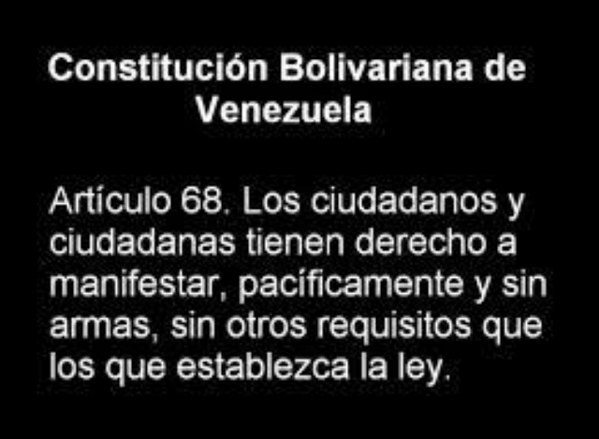 Constitución Bolivariana de
Venezuela
Artículo 68. Los ciudadanos y
ciudadanas tienen derecho a
manifestar, pacíficamente y sin
armas, sin otros requisitos que
los que establezca la ley.